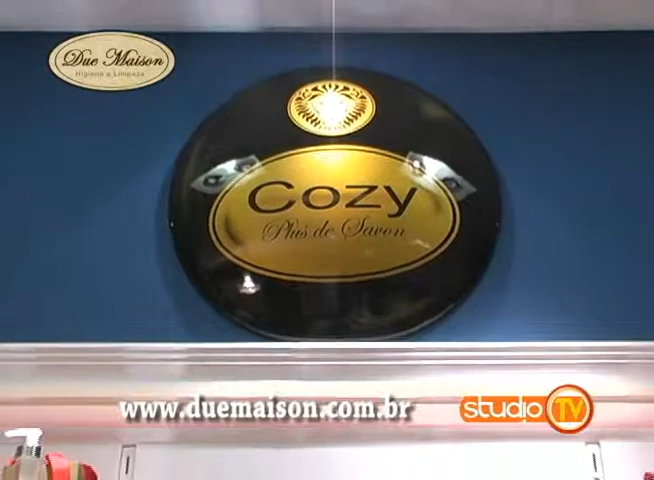 Due Maison
Higiene e Limpeza
Cozy
Plus de Savon
www.duemaison.com.br
studio TV